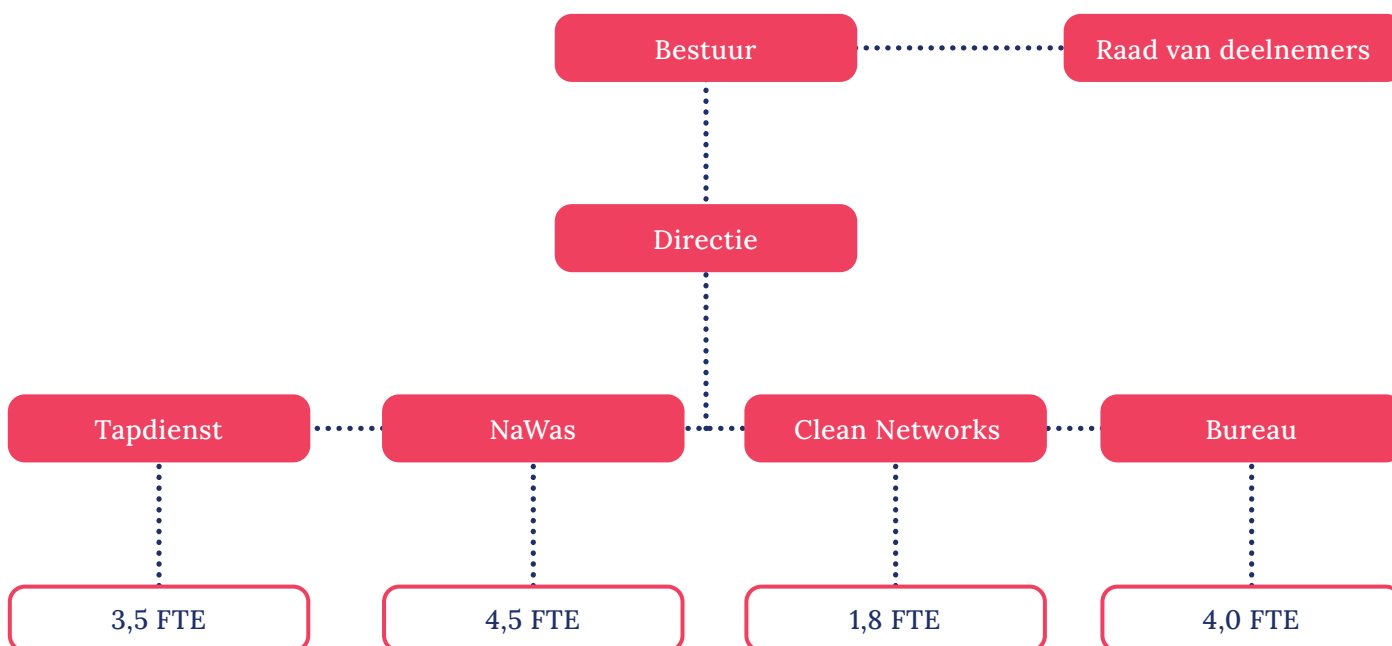 Bestuur
Raad van deelnemers
Directie
Tapdienst
NaWas
Clean Networks
Bureau
3,5 FTE
4,5 FTE
1,8 FTE
4,0 FTE